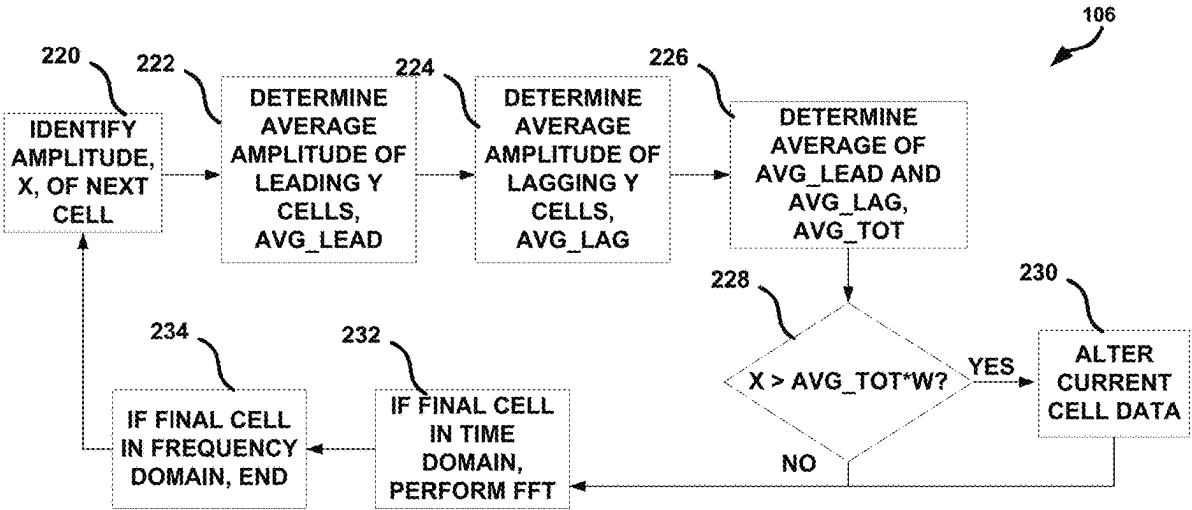 106
220
IDENTIFY
AMPLITUDE,
X, OF NEXT
CELL
222
DETERMINE
AVERAGE
AMPLITUDE OF
LEADING Y
CELLS,
AVG_LEAD
224
DETERMINE
AVERAGE
AMPLITUDE OF
LAGGING Y
CELLS,
AVG_LAG
226
DETERMINE
AVERAGE OF
AVG_LEAD AND
AVG_LAG,
AVG_TOT
228
X > AVG_TOT*W?
YES
NO
230
ALTER
CURRENT
CELL DATA
232
IF FINAL CELL
IN TIME
DOMAIN,
PERFORM FFT
234
IF FINAL CELL
IN FREQUENCY
DOMAIN, END